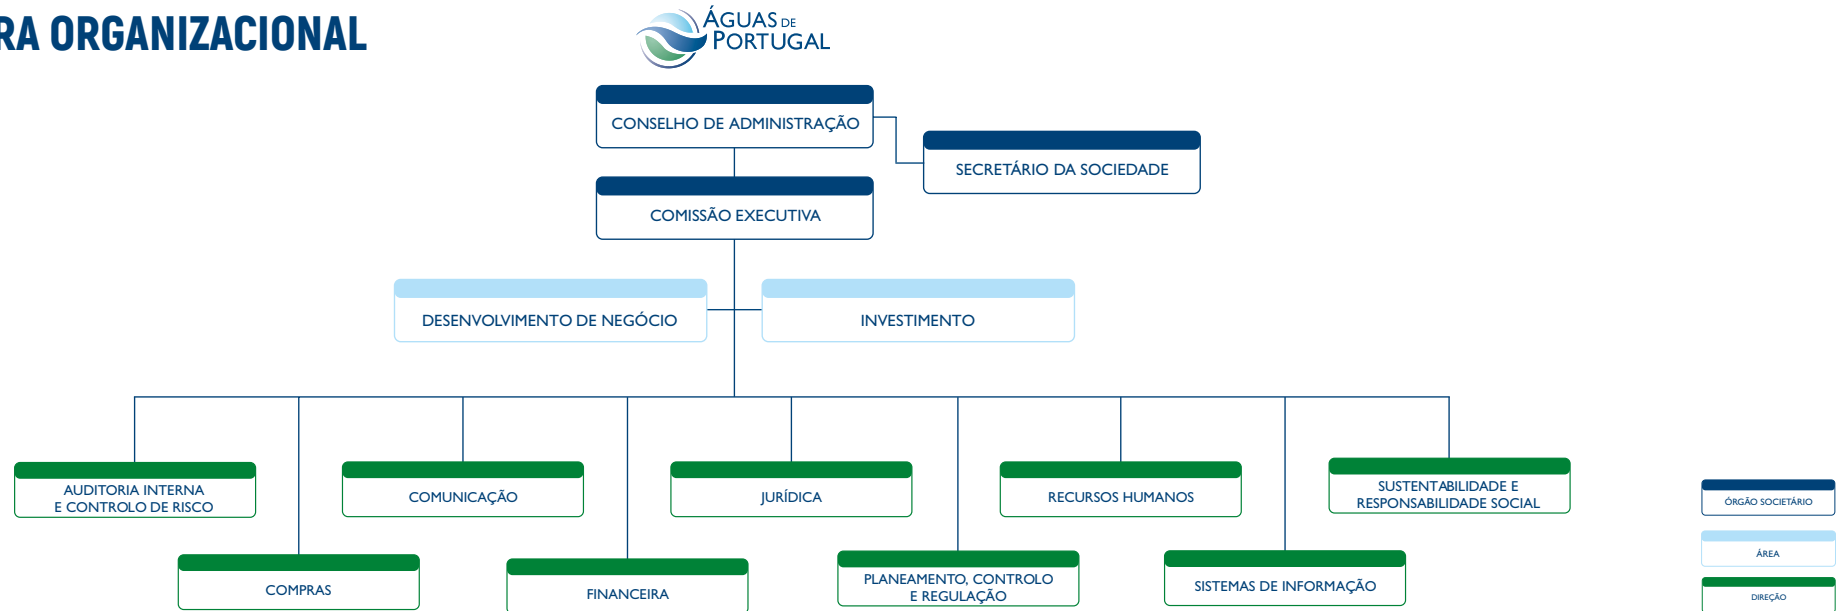 RA ORGANIZACIONAL
ÁGUAS DE
PORTUGAL
CONSELHO DE ADMINISTRAÇÃO
SECRETÁRIO DA SOCIEDADE
COMISSÃO EXECUTIVA
DESENVOLVIMENTO DE NEGÓCIO
INVESTIMENTO
AUDITORIA INTERNA
E CONTROLO DE RISCO
COMUNICAÇÃO
JURÍDICA
RECURSOS HUMANOS
SUSTENTABILIDADE E
RESPONSABILIDADE SOCIAL
COMPRAS
FINANCEIRA
PLANEAMENTO, CONTROLO
E REGULAÇÃO
SISTEMAS DE INFORMAÇÃO
ÓRGÃO SOCIETÁRIO
ÁREA
DIREÇÃO